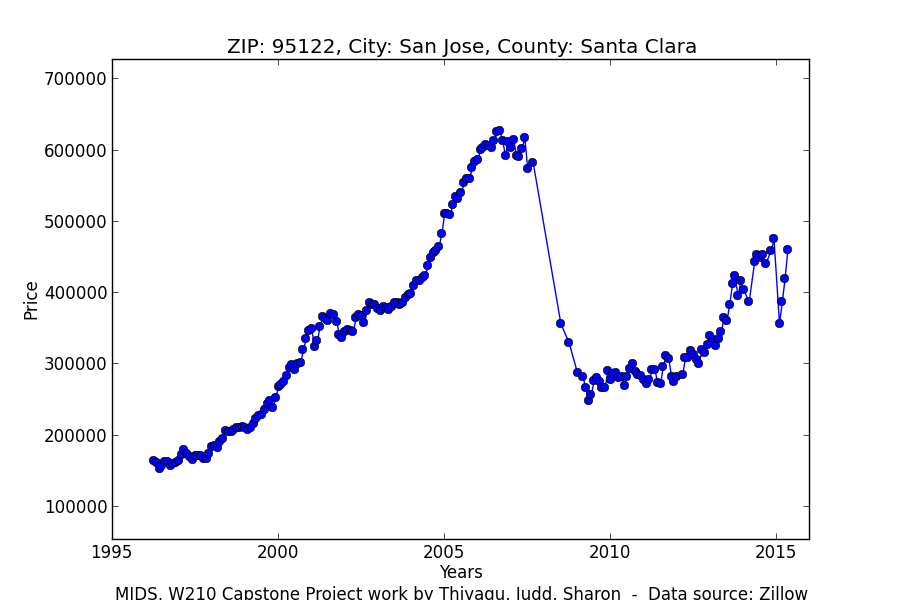 ZIP: 95122, City: San Jose, County: Santa Clara
700000
600000
500000
400000
300000
200000
100000
Price
1995 2000 2005 2010 2015
Years
MIDS, W210 Capstone Project work by Thiyagu, Judd, Sharon - Data source: Zillow